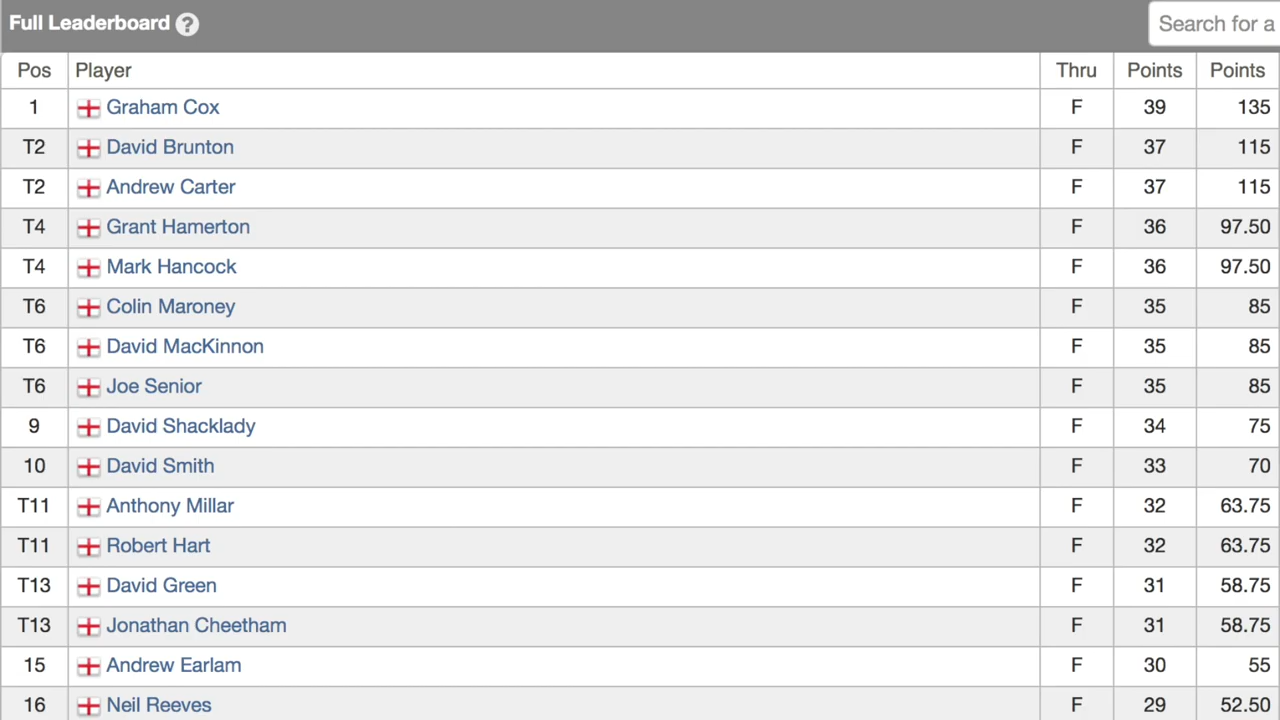 Full Leaderboard ?
Search for a
Pos Player Thru Points Points
1 Graham Cox F 39 135
T2 David Brunton F 37 115
T2 Andrew Carter F 37 115
T4 Grant Hamerton F 36 97.50
T4 Mark Hancock F 36 97.50
T6 Colin Maroney F 35 85
T6 David MacKinnon F 35 85
T6 Joe Senior F 35 85
9 David Shacklady F 34 75
10 David Smith F 33 70
T11 Anthony Millar F 32 63.75
T11 Robert Hart F 32 63.75
T13 David Green F 31 58.75
T13 Jonathan Cheetham F 31 58.75
15 Andrew Earlam F 30 55
16 Neil Reeves F 29 52.50